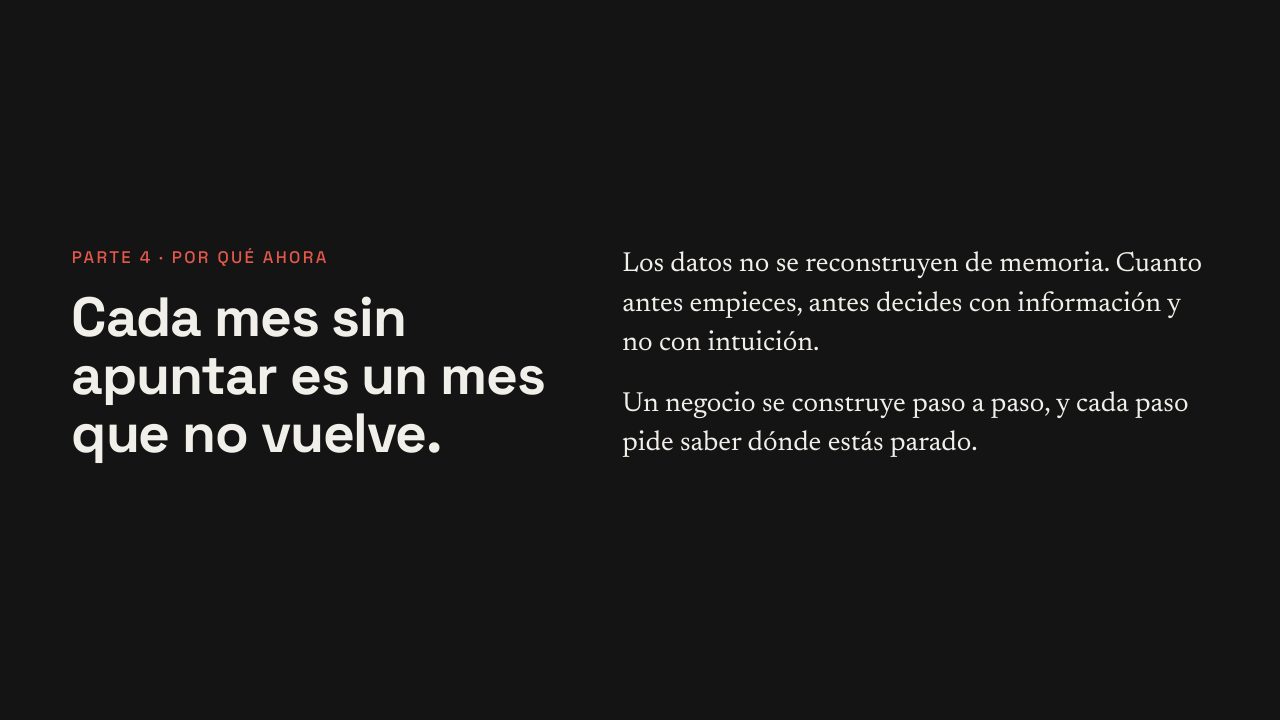 PARTE 4 · POR QUÉ AHORA
Cada mes sin
apuntar es un mes
que no vuelve.
Los datos no se reconstruyen de memoria. Cuanto
antes empieces, antes decides con información y
no con intuición.
Un negocio se construye paso a paso, y cada paso
pide saber dónde estás parado.